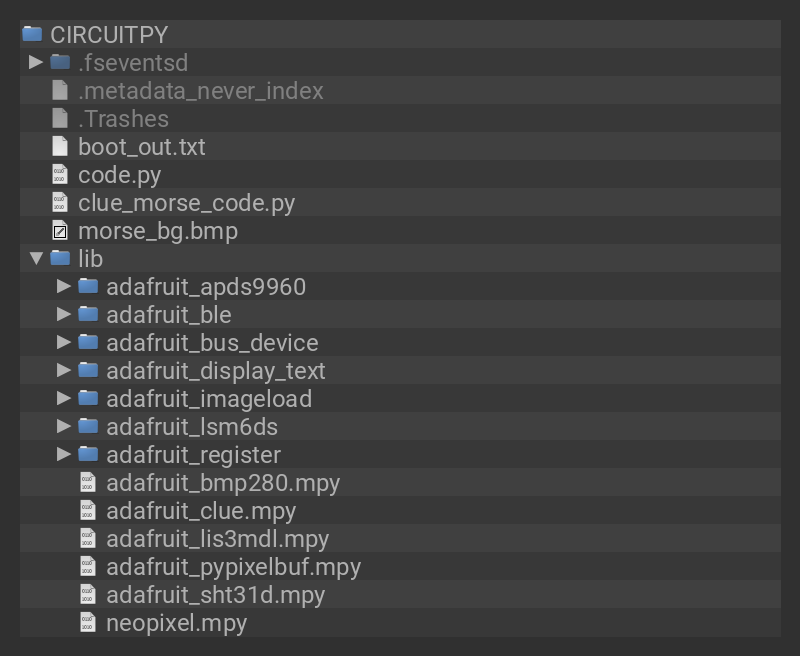 CIRCUITPY
.fseventsd
.metadata_never_index
.Trashes
boot_out.txt
code.py
clue_morse_code.py
morse_bg.bmp
lib
adafruit_apds9960
adafruit_ble
adafruit_bus_device
adafruit_display_text
adafruit_imageload
adafruit_lsm6ds
adafruit_register
adafruit_bmp280.mpy
adafruit_clue.mpy
adafruit_lis3mdl.mpy
adafruit_pypixelbuf.mpy
adafruit_sht31d.mpy
neopixel.mpy